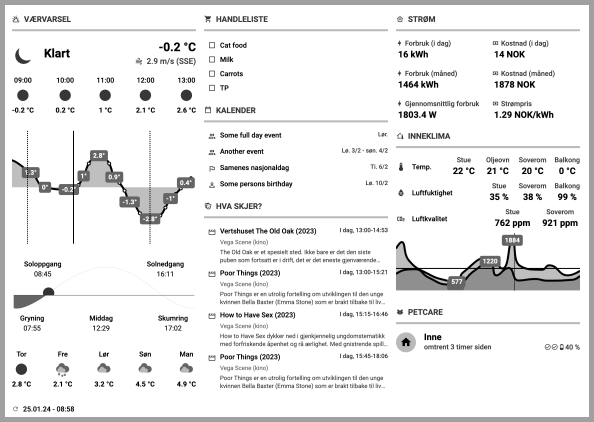 VÆRVARSEL
Klart
-0.2 °C
2.9 m/s (SSE)
09:00 10:00 11:00 12:00 13:00
-0.2 °C 0.2 °C 1 °C 2.1 °C 2.6 °C
2.8°
1.3° 0° -0.2° 1° 0.9° -1.3° -2.8° -1° 0.4°
Soloppgang Solnedgang
08:45 16:11
Gryning Middag Skumring
07:55 12:29 17:02
Tor Fre Lør Søn Man
2.8 °C 2.1 °C 3.2 °C 4.5 °C 4.9 °C
25.01.24 - 08:58
HANDLELISTE
Cat food
Milk
Carrots
TP
KALENDER
Some full day event Lør.
Another event Lø. 3/2 - søn. 4/2
Samenes nasjonaldag Ti. 6/2
Some persons birthday Lø. 10/2
HVA SKJER?
Vertshuset The Old Oak (2023) I dag, 13:00-14:53
Vega Scene (kino)
The Old Oak er et spesielt sted. Ikke bare er det den siste
puben som fortsatt er i drift, det er det eneste gjenværende…
Poor Things (2023) I dag, 13:00-15:21
Vega Scene (kino)
Poor Things er en utrolig fortelling om utviklingen til den unge
kvinnen Bella Baxter (Emma Stone) som er brakt tilbake til liv…
How to Have Sex (2023) I dag, 15:15-16:46
Vega Scene (kino)
How to Have Sex dykker ned i gjenkjennelig ungdomstematikk
med forfriskende åpenhet og rå ærlighet. Med gnistrende spill…
Poor Things (2023) I dag, 15:45-18:06
Vega Scene (kino)
Poor Things er en utrolig fortelling om utviklingen til den unge
kvinnen Bella Baxter (Emma Stone) som er brakt tilbake til liv…
STRØM
Forbruk (i dag) Kostnad (i dag)
16 kWh 14 NOK
Forbruk (måned) Kostnad (måned)
1464 kWh 1878 NOK
Gjennomsnittlig forbruk Strømpris
1803.4 W 1.29 NOK/kWh
INNEKLIMA
Stue Oljeovn Soverom Balkong
Temp. 22 °C 21 °C 20 °C 0 °C
Stue Soverom Balkong
Luftfuktighet 35 % 38 % 99 %
Stue Soverom
Luftkvalitet 762 ppm 921 ppm
1884
1220
577
PETCARE
Inne
omtrent 3 timer siden
40 %